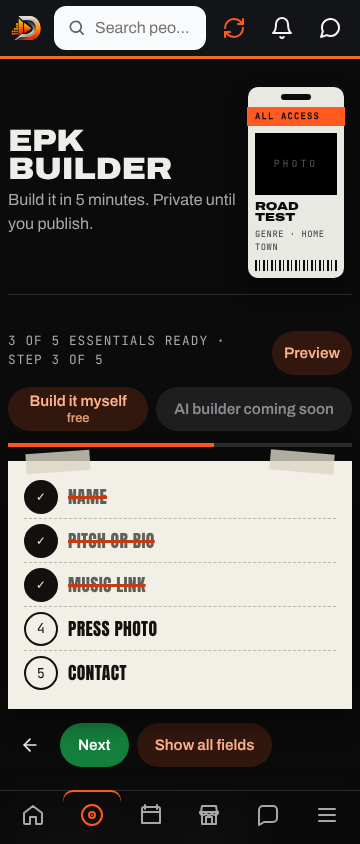 Search peo...
EPK
BUILDER
Build it in 5 minutes. Private until
you publish.
ALL ACCESS
PHOTO
ROAD
TEST
GENRE · HOME
TOWN
3 OF 5 ESSENTIALS READY ·
STEP 3 OF 5
Preview
Build it myself
free
AI builder coming soon
✓ NAME
✓ PITCH OR BIO
✓ MUSIC LINK
4 PRESS PHOTO
5 CONTACT
Next
Show all fields